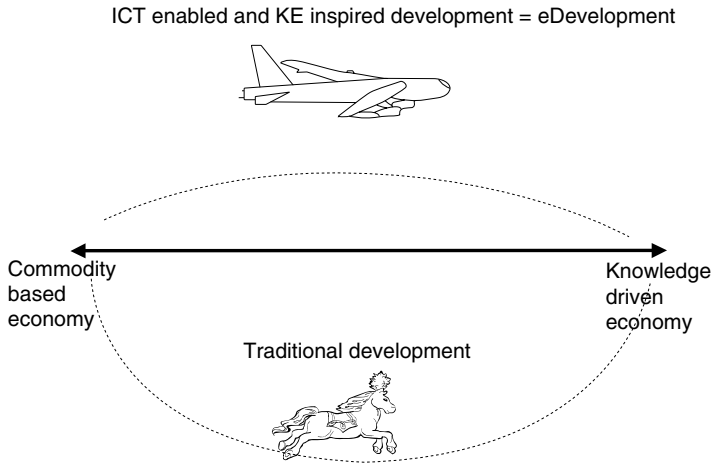 ICT enabled and KE inspired development = eDevelopment
Commodity
based
economy
Knowledge
driven
economy
Traditional development